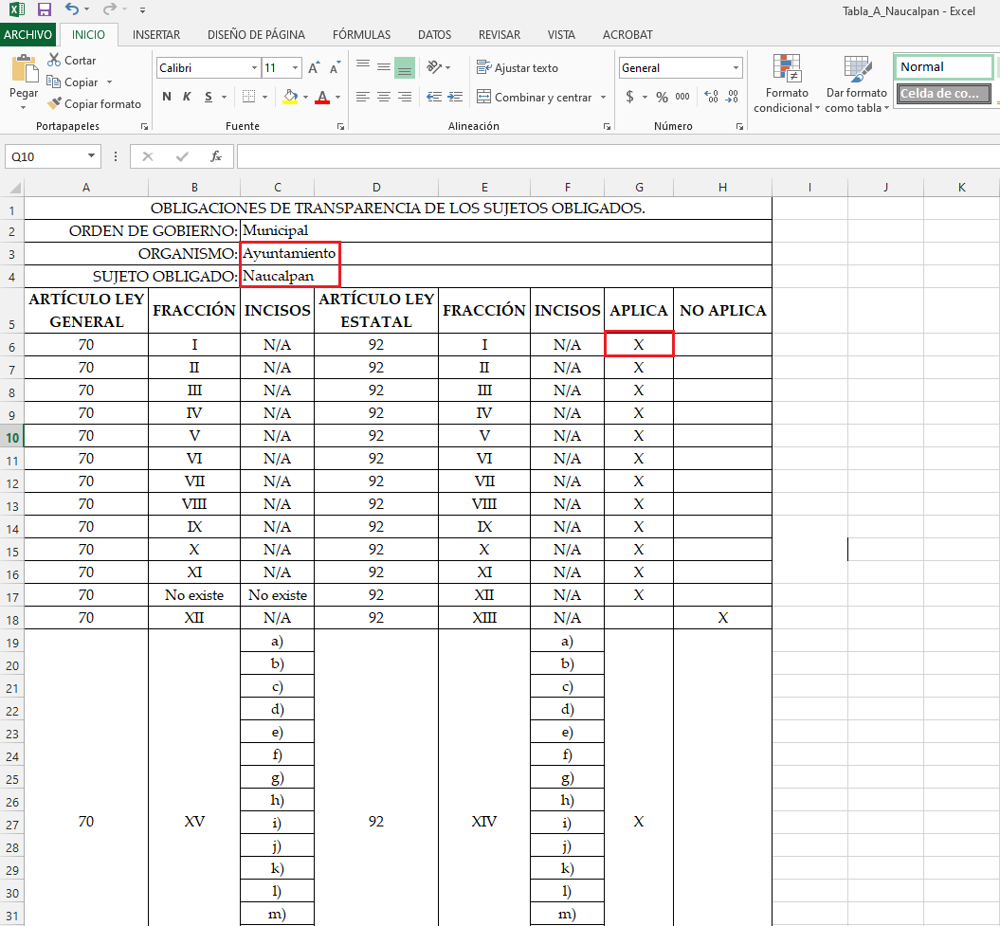 Tabla_A_Naucalpan - Excel
ARCHIVO INICIO INSERTAR DISEÑO DE PÁGINA FÓRMULAS DATOS REVISAR VISTA ACROBAT
Pegar
Cortar
Copiar
Copiar formato
Portapapeles
Calibri 11
N K S
Fuente
Ajustar texto
Combinar y centrar
Alineación
General
$ % 000
Número
Formato condicional
Dar formato como tabla
Normal
Celda de co...
Q10
fx
A B C D E F G H I J K
1 OBLIGACIONES DE TRANSPARENCIA DE LOS SUJETOS OBLIGADOS.
2 ORDEN DE GOBIERNO: Municipal
3 ORGANISMO: Ayuntamiento
4 SUJETO OBLIGADO: Naucalpan
5 ARTÍCULO LEY GENERAL FRACCIÓN INCISOS ARTÍCULO LEY ESTATAL FRACCIÓN INCISOS APLICA NO APLICA
6 70 I N/A 92 I N/A X
7 70 II N/A 92 II N/A X
8 70 III N/A 92 III N/A X
9 70 IV N/A 92 IV N/A X
10 70 V N/A 92 V N/A X
11 70 VI N/A 92 VI N/A X
12 70 VII N/A 92 VII N/A X
13 70 VIII N/A 92 VIII N/A X
14 70 IX N/A 92 IX N/A X
15 70 X N/A 92 X N/A X
16 70 XI N/A 92 XI N/A X
17 70 No existe No existe 92 XII N/A X
18 70 XII N/A 92 XIII N/A X
19 a) a)
20 b) b)
21 c) c)
22 d) d)
23 e) e)
24 f) f)
25 g) g)
26 h) h)
27 70 XV i) 92 XIV i) X
28 j) j)
29 k) k)
30 l) l)
31 m) m)